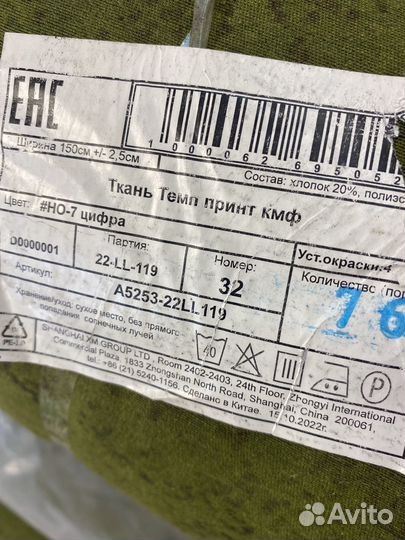 EAC
Ширина 150см +/- 2,5см
1000062695052
Состав: хлопок 20%, полиэс
Ткань Темп принт кмф
Цвет: #HO-7 цифра
D0000001
Партия:
22-LL-119
Номер:
32
Уст.окраски:4
Количество (по
76
Артикул:
A5253-22LL119
Хранение/уход: сухое место, без прямого
попадания солнечных лучей
40
P
SHANGHAI XM GROUP LTD , Room 2402-2403, 24th Floor, Zhongyi International
Commercial Plaza, 1833 Zhongshan North Road, Shanghai, China 200061,
tel.: +86 (21) 5240-1156. Сделано в Китае. 15.10.2022г.
Avito